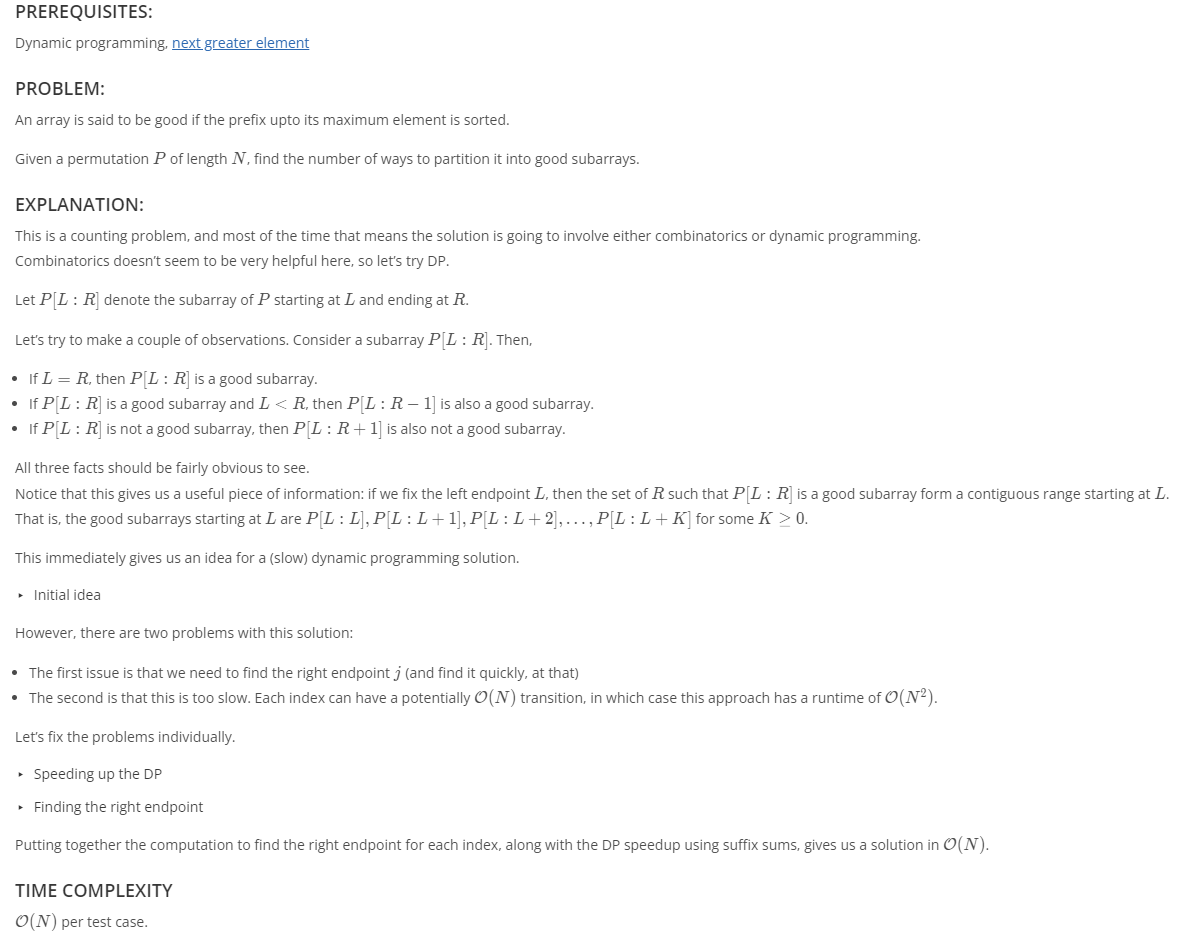 PREREQUISITES:
Dynamic programming, next greater element
PROBLEM:
An array is said to be good if the prefix upto its maximum element is sorted.
Given a permutation P of length N, find the number of ways to partition it into good subarrays.
EXPLANATION:
This is a counting problem, and most of the time that means the solution is going to involve either combinatorics or dynamic programming.
Combinatorics doesn't seem to be very helpful here, so let's try DP.
Let P[L : R] denote the subarray of P starting at L and ending at R.
Let's try to make a couple of observations. Consider a subarray P[L : R]. Then,
• If L = R, then P[L : R] is a good subarray.
• If P[L : R] is a good subarray and L < R, then P[L : R − 1] is also a good subarray.
• If P[L : R] is not a good subarray, then P[L : R + 1] is also not a good subarray.
All three facts should be fairly obvious to see.
Notice that this gives us a useful piece of information: if we fix the left endpoint L, then the set of R such that P[L : R] is a good subarray form a contiguous range starting at L.
That is, the good subarrays starting at L are P[L : L], P[L : L + 1], P[L : L + 2], . . . , P[L : L + K] for some K ≥ 0.
This immediately gives us an idea for a (slow) dynamic programming solution.
▸ Initial idea
However, there are two problems with this solution:
• The first issue is that we need to find the right endpoint j (and find it quickly, at that)
• The second is that this is too slow. Each index can have a potentially O(N) transition, in which case this approach has a runtime of O(N²).
Let's fix the problems individually.
▸ Speeding up the DP
▸ Finding the right endpoint
Putting together the computation to find the right endpoint for each index, along with the DP speedup using suffix sums, gives us a solution in O(N).
TIME COMPLEXITY
O(N) per test case.